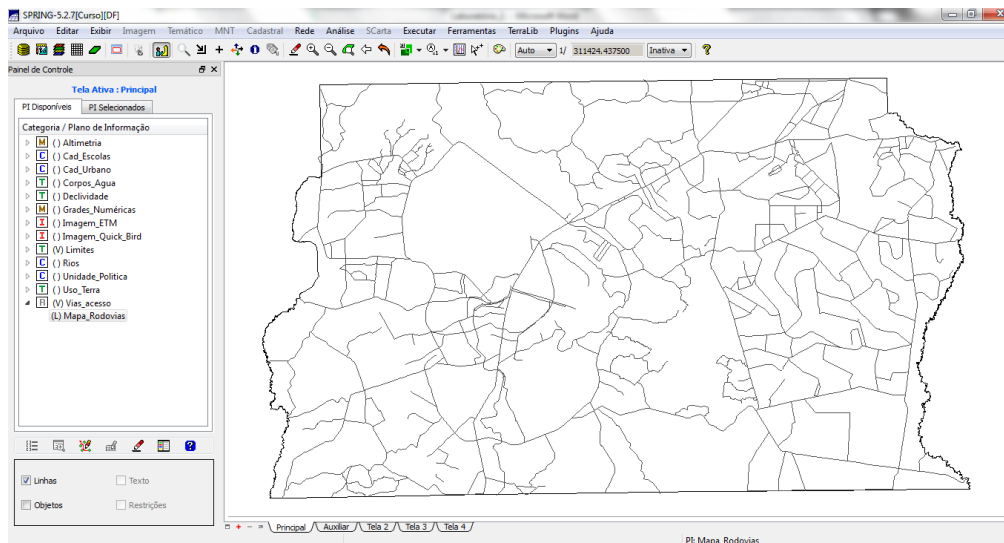 SPRING-5.2.7[Curso][DF]
Arquivo Editar Exibir Imagem Temático MNT Cadastral Rede Análise SCarta Executar Ferramentas TerraLib Plugins Ajuda
Auto 1/ 311424.437500 Inativa
Painel de Controle
Tela Ativa : Principal
PI Disponíveis PI Selecionados
Categoria / Plano de Informação
M () Altimetria
C () Cad_Escolas
C () Cad_Urbano
T () Corpos_Agua
T () Declividade
M () Grades_Numéricas
I () Imagem_ETM
I () Imagem_Quick_Bird
T (V) Limites
C () Rios
C () Unidade_Politica
T () Uso_Terra
R (V) Vias_acesso
(L) Mapa_Rodovias
Linhas Texto
Objetos Restrições
Principal Auxiliar Tela 2 Tela 3 Tela 4
PI: Mapa_Rodovias